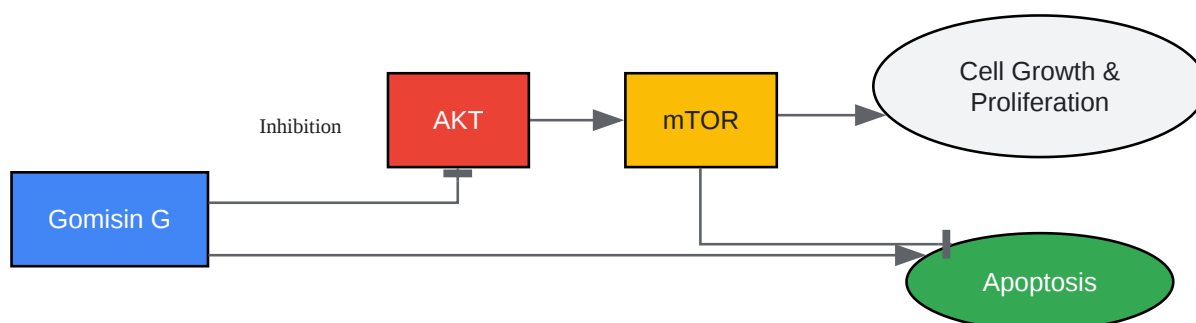 Cell Growth &
Proliferation
AKT
mTOR
Inhibition
Gomisin G
Apoptosis